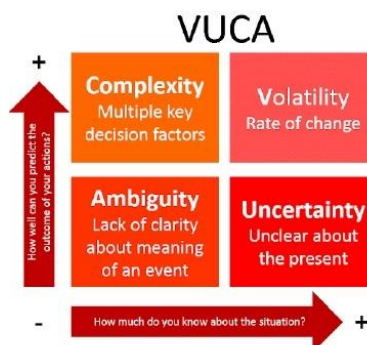 VUCA
+
Complexity
Multiple key
decision factors
Volatility
Rate of change
How well can you predict the
outcome of your actions?
Ambiguity
Lack of clarity
about meaning
of an event
Uncertainty
Unclear about
the present
-
How much do you know about the situation?
+